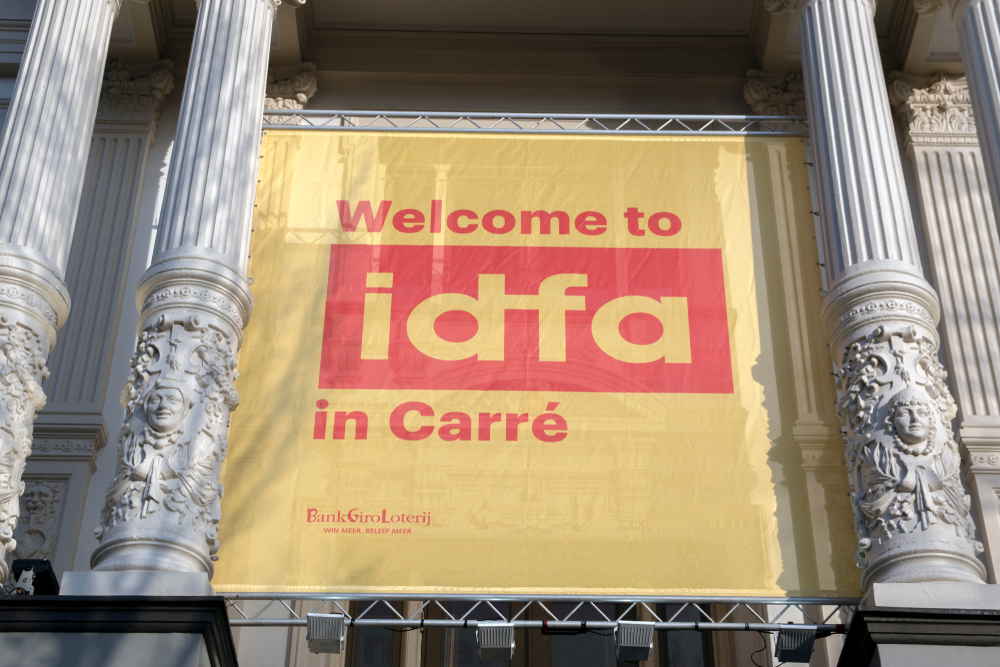 Welcome to
idfa
in Carré
BankGiroLoterij
WIN MEER, BELEEF MEER